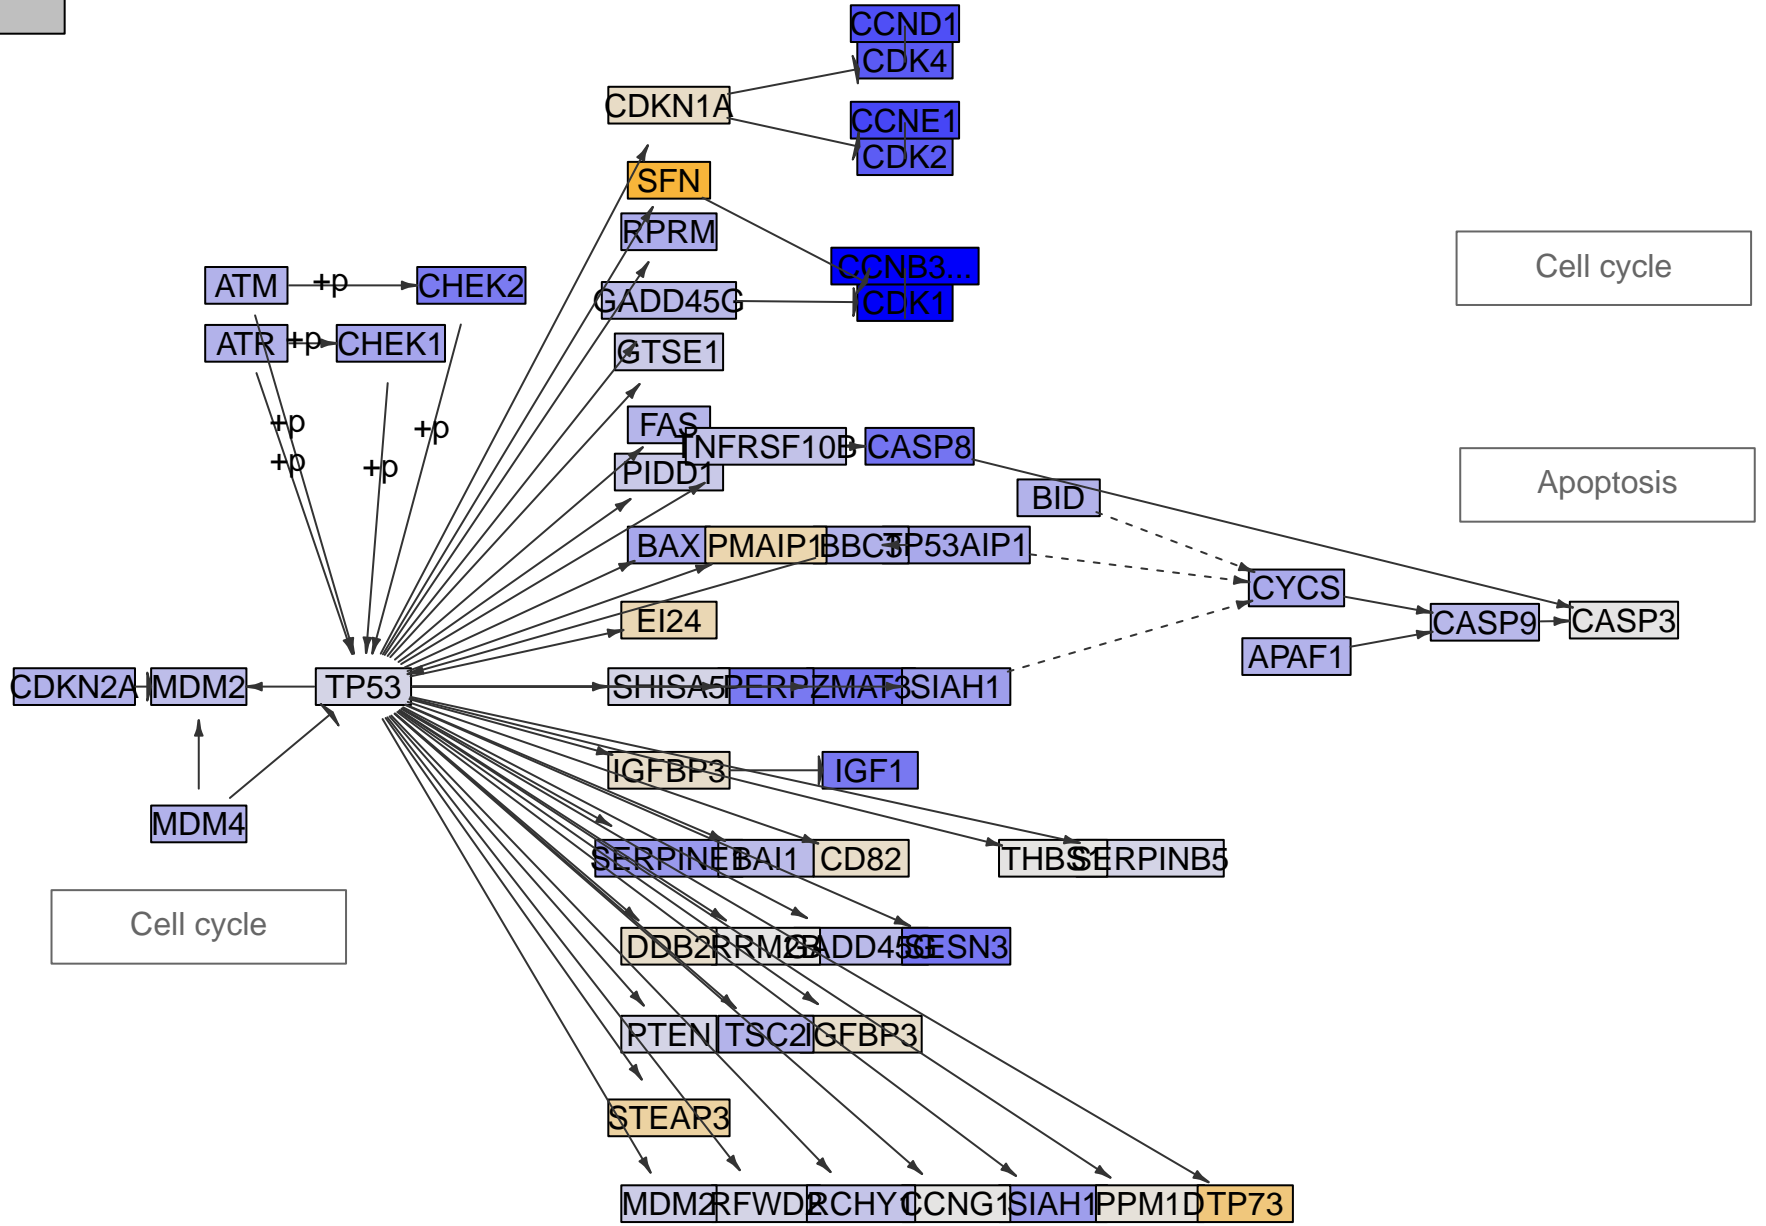 CCND1
CDK4
CDKN1A
CCNE1
CDK2
SFN
RPRM
Cell cycle
CCNB3...
ATM
+p
CHEK2
GADD45G
CDK1
ATR
+p
CHEK1
GTSE1
+p
+p
FAS
TNFRSF10B
CASP8
+p
+p
PIDD1
Apoptosis
BID
BAX
PMAIP1
BBC3
TP53AIP1
CYCS
EI24
CASP9
CASP3
APAF1
CDKN2A
MDM2
TP53
SHISA5
PERP
ZMAT3
SIAH1
IGFBP3
IGF1
MDM4
SERPINE1
BAI1
CD82
THBS1
SERPINB5
Cell cycle
DDB2
RRM2B
GADD45G
SESN3
PTEN
TSC2
IGFBP3
STEAP3
MDM2
RFWD2
RCHY1
CCNG1
SIAH1
PPM1D
TP73